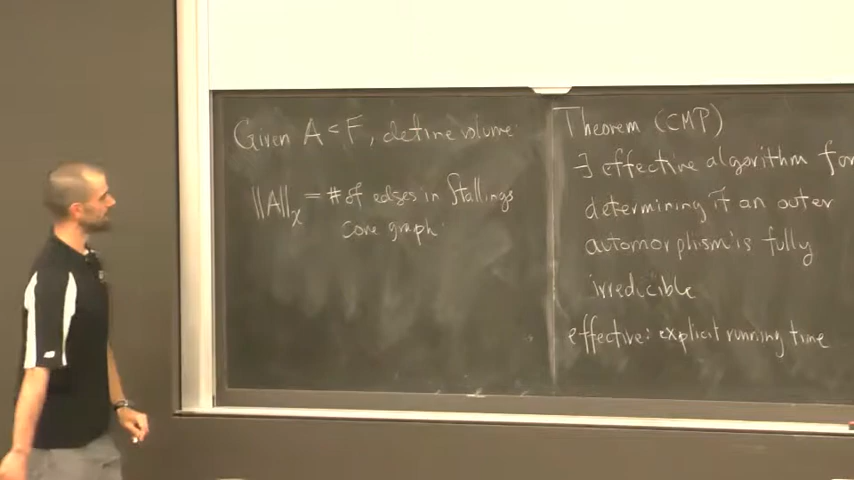 Given A < F, define volume:
||A||_X = # of edges in Stallings
core graph.
Theorem (CMP)
∃ effective algorithm for
determining if an outer
automorphism is fully
irreducible
effective: explicit running time